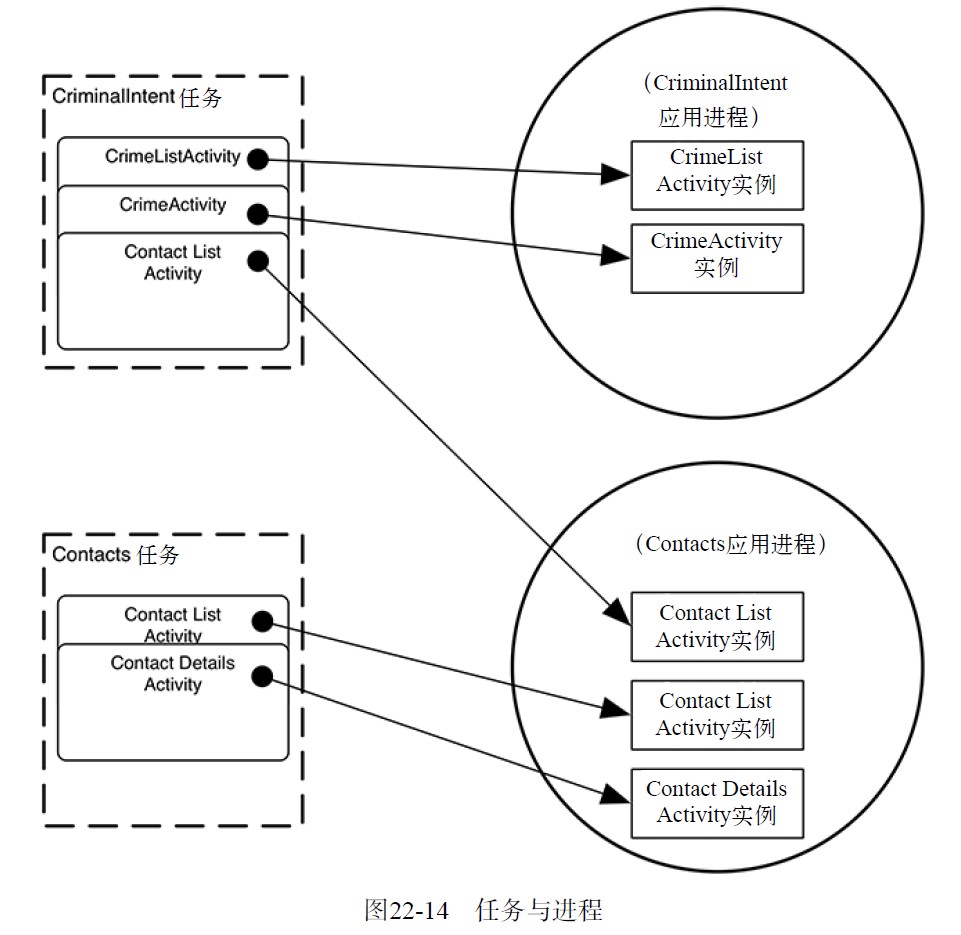 CriminalIntent 任务
CrimeListActivity
CrimeActivity
Contact List
Activity
（CriminalIntent
应用进程）
CrimeList
Activity实例
CrimeActivity
实例
Contacts 任务
Contact List
Activity
Contact Details
Activity
（Contacts应用进程）
Contact List
Activity实例
Contact List
Activity实例
Contact Details
Activity实例
图22-14　任务与进程